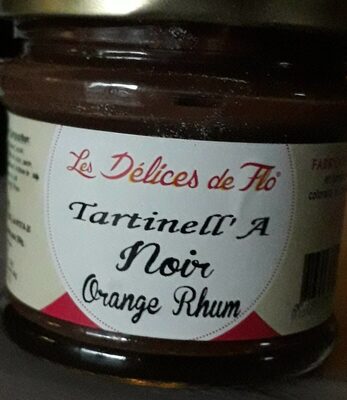 Les Délices de Flo®
Tartinell' A
Noir
Orange Rhum